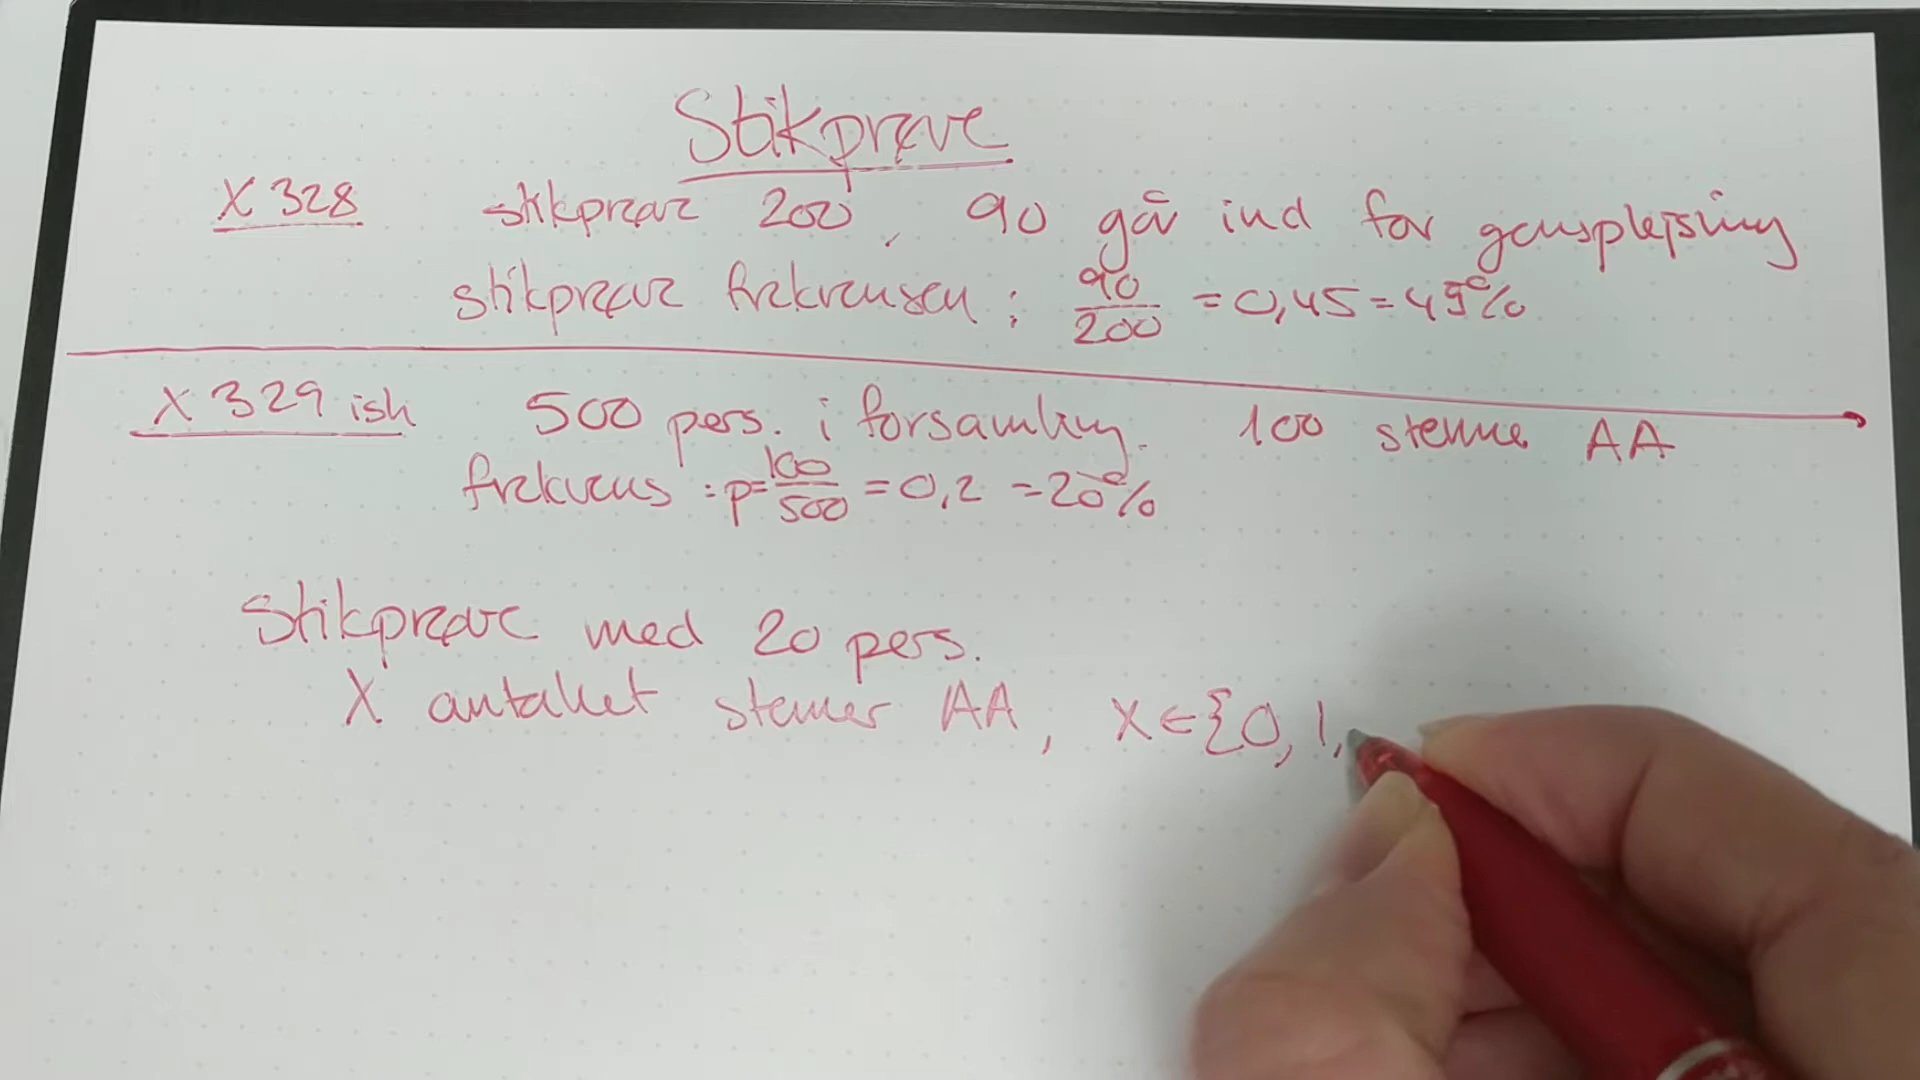 Stikprøve
X 328 stikprøve 200, 90 går ind for gensplejsning
stikprøve frekvensen : 90/200 = 0,45 = 45%
X 329 ish 500 pers. i forsamling. 100 stemme AA
frekvens : p = 100/500 = 0,2 = 20%
Stikprøve med 20 pers.
X antallet stemmer AA, X ∈ {0, 1,